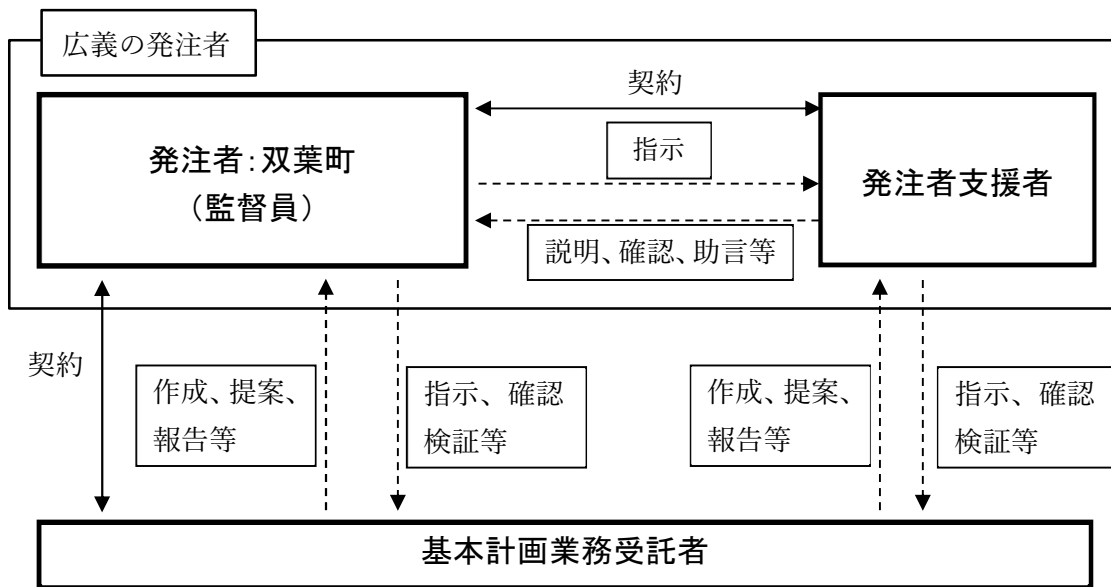 広義の発注者
発注者：双葉町
（監督員）
契約
指示
説明、確認、助言等
発注者支援者
契約
作成、提案、
報告等
指示、確認
検証等
作成、提案、
報告等
指示、確認
検証等
基本計画業務受託者